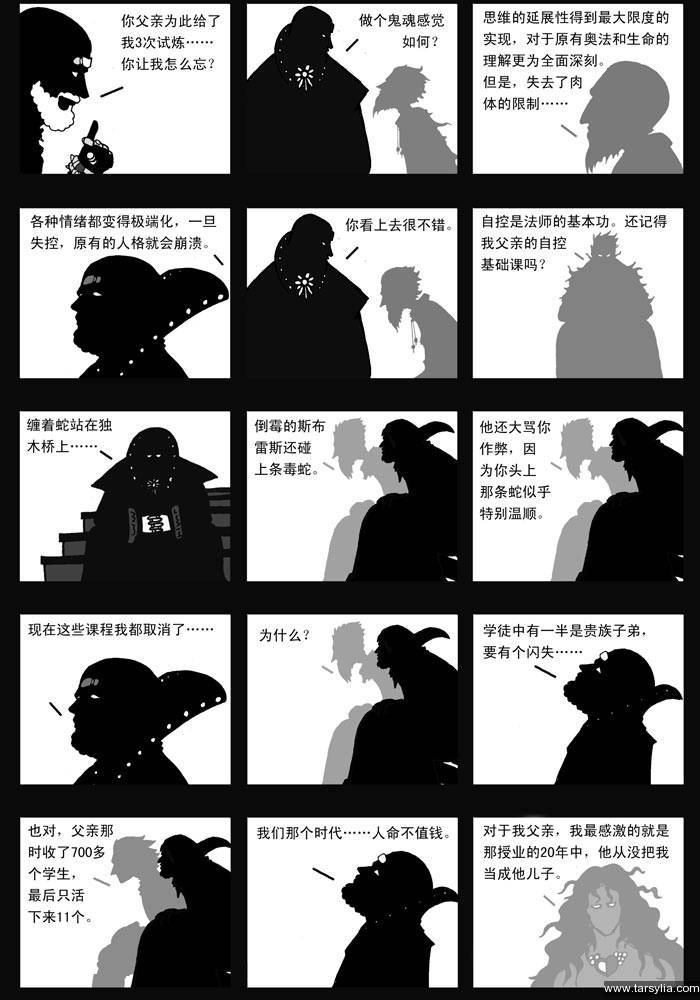 你父亲为此给了
我3次试炼……
你让我怎么忘？
做个鬼魂感觉
如何？
思维的延展性得到最大限度的
实现，对于原有奥法和生命的
理解更为全面深刻。
但是，失去了肉
体的限制……
各种情绪都变得极端化，一旦
失控，原有的人格就会崩溃。
你看上去很不错。
自控是法师的基本功。还记得
我父亲的自控
基础课吗？
缠着蛇站在独
木桥上……
倒霉的斯布
雷斯还碰
上条毒蛇。
他还大骂你
作弊，因
为你头上
那条蛇似乎
特别温顺。
现在这些课程我都取消了……
为什么？
学徒中有一半是贵族子弟，
要有个闪失……
也对，父亲那
时收了700多
个学生，
最后只活
下来11个。
我们那个时代……人命不值钱。
对于我父亲，我最感激的就是
那授业的20年中，他从没把我
当成他儿子。
www.tarsylia.com